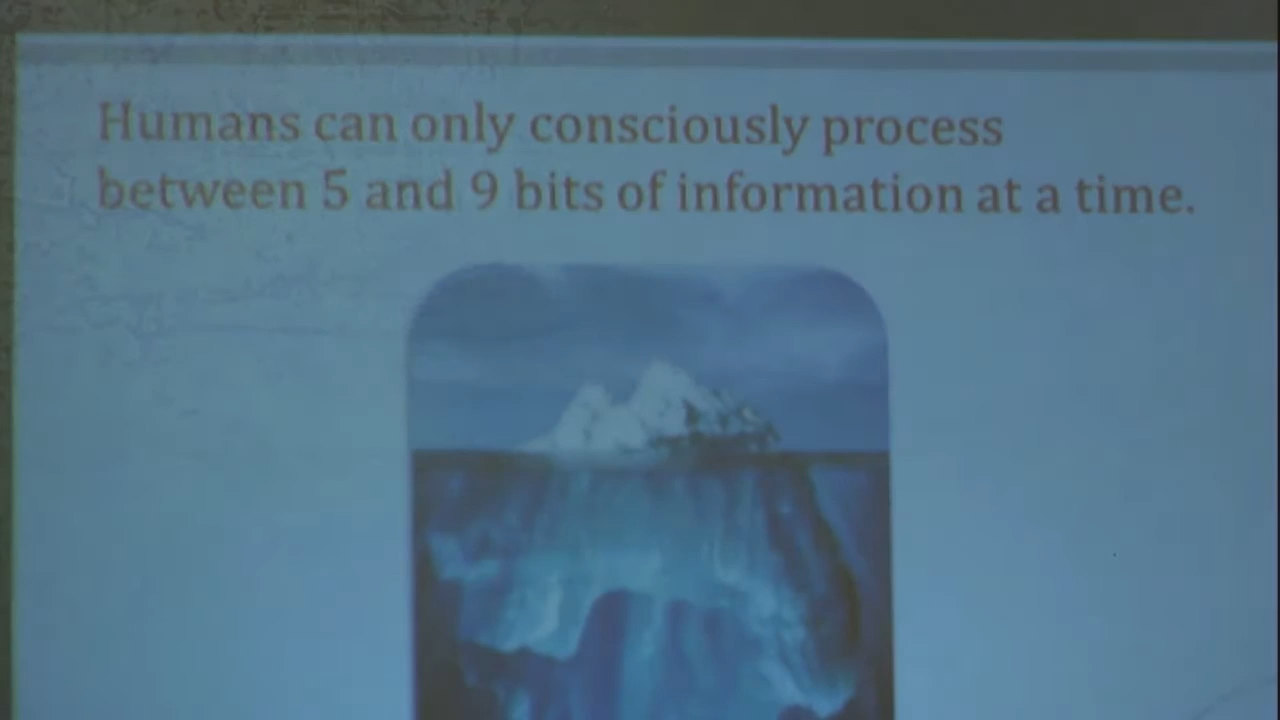 Humans can only consciously process
between 5 and 9 bits of information at a time.